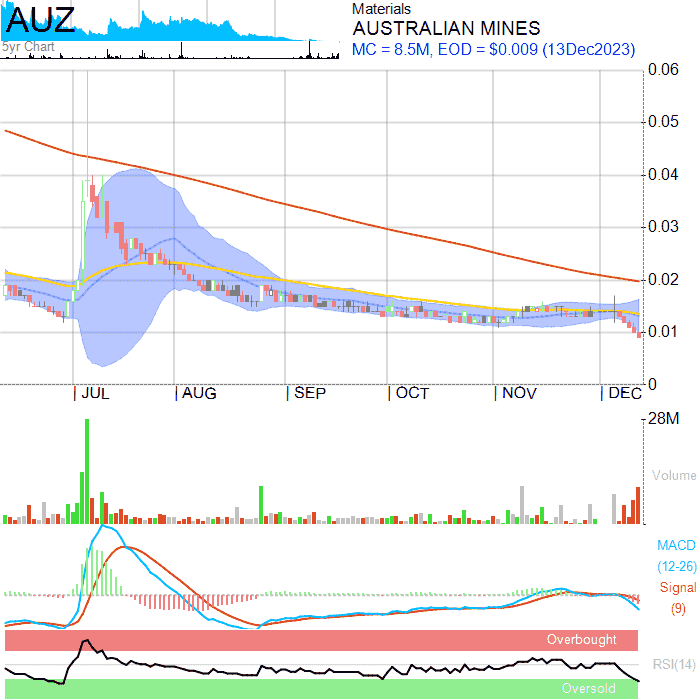 AUZ
5yr Chart
Materials
AUSTRALIAN MINES
MC = 8.5M, EOD = $0.009 (13Dec2023)
0.06
0.05
0.04
0.03
0.02
0.01
0
| JUL | AUG | SEP | OCT | NOV | DEC
28M
Volume
MACD
(12-26)
Signal
(9)
Overbought
RSI(14)
Oversold